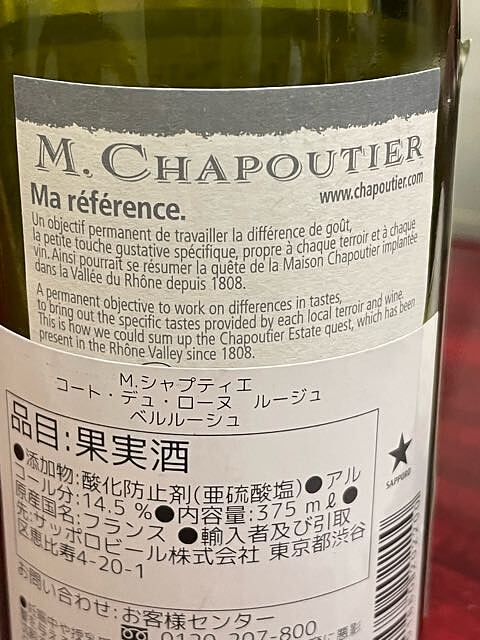 M. CHAPOUTIER
www.chapoutier.com
Ma référence.
Un objectif permanent de travailler la différence de goût,
la petite touche gustative spécifique, propre à chaque terroir et à chaque
vin. Ainsi pourrait se résumer la quête de la Maison Chapoutier implantée
dans la Vallée du Rhône depuis 1808.
A permanent objective to work on differences in tastes,
to bring out the specific tastes provided by each local terroir and wine.
This is how we could sum up the Chapoutier Estate quest, which has been
present in the Rhône Valley since 1808.
M.シャプティエ
コート・デュ・ローヌ ルージュ
ベルルーシュ
品目:果実酒
●添加物:酸化防止剤(亜硫酸塩)●アル
コール分:14.5 %●内容量:375 ml●
原産国名:フランス ●輸入者及び引取
先:サッポロビール株式会社 東京都渋谷
区恵比寿4-20-1
SAPPORO
お問い合わせ:お客様センター
0120-207-800